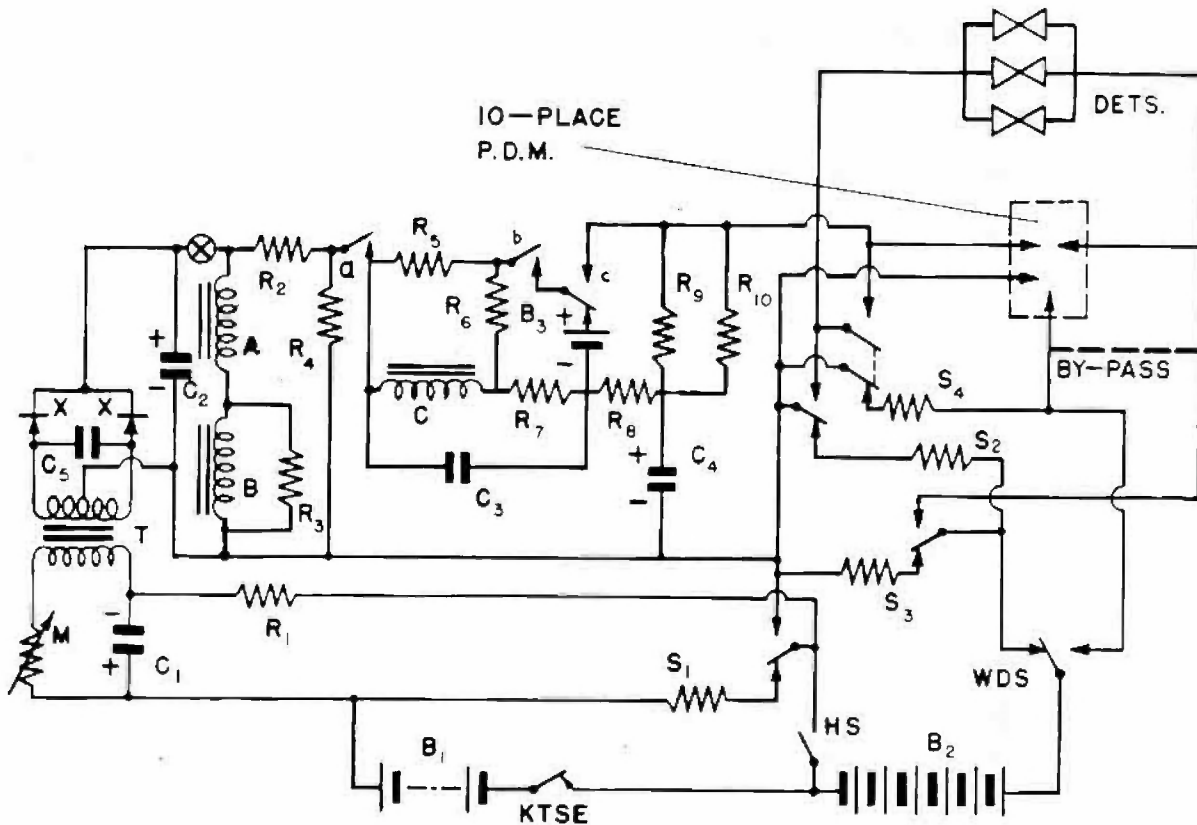 DETS.
10—PLACE
P.D.M.
R5
b
R2
a
c
R9
R10
R6
B3
+
-
A
R4
+
-
C2
S4
BY-PASS
X X
C
R7
R8
S2
C5
B
R3
C3
+
-
C4
T
S3
-
+
C1
R1
M
S1
WDS
HS
B1
B2
KTSE